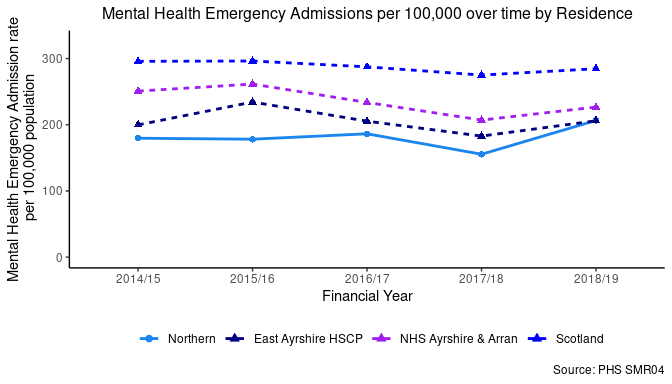 Mental Health Emergency Admissions per 100,000 over time by Residence
Mental Health Emergency Admission rate
per 100,000 population
300
200
100
0
2014/15 2015/16 2016/17 2017/18 2018/19
Financial Year
Northern East Ayrshire HSCP NHS Ayrshire & Arran Scotland
Source: PHS SMR04